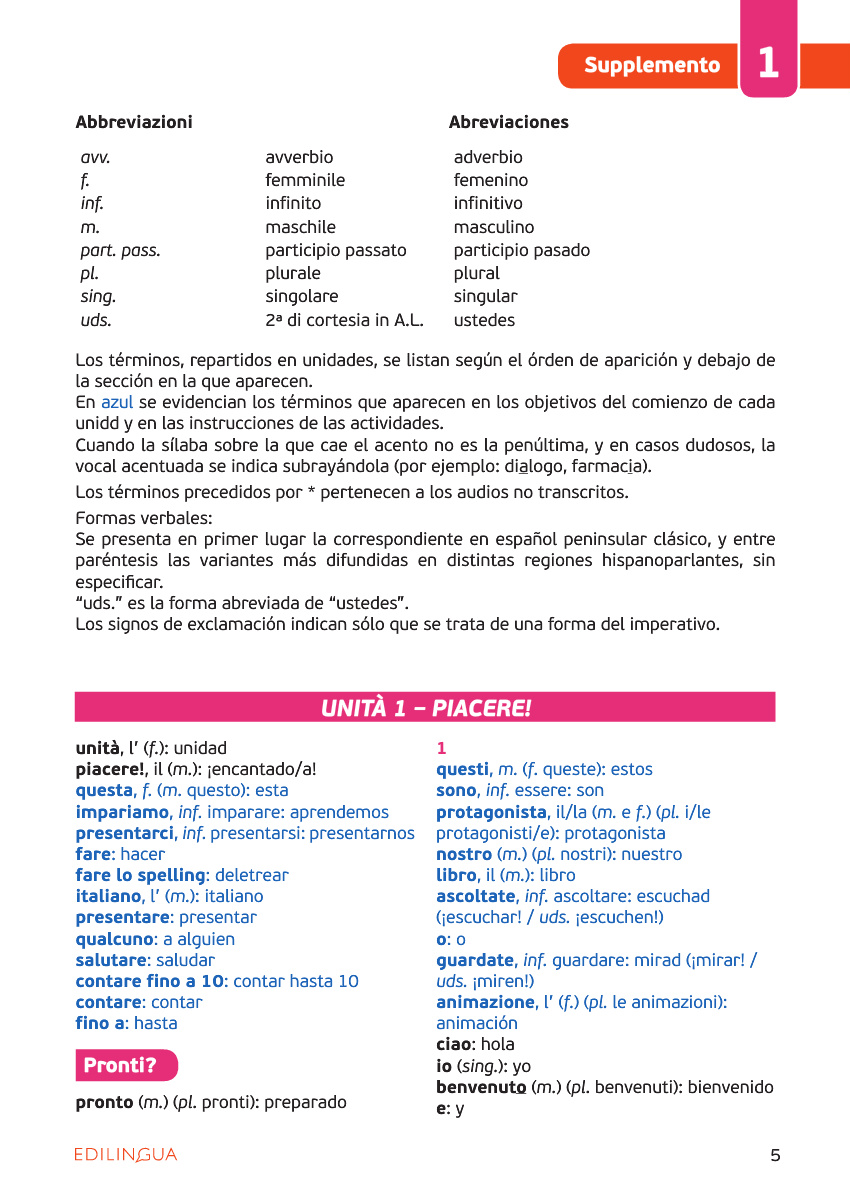 Supplemento 1
Abbreviazioni Abreviaciones
avv. avverbio adverbio
f. femminile femenino
inf. infinito infinitivo
m. maschile masculino
part. pass. participio passato participio pasado
pl. plurale plural
sing. singolare singular
uds. 2ª di cortesia in A.L. ustedes
Los términos, repartidos en unidades, se listan según el órden de aparición y debajo de
la sección en la que aparecen.
En azul se evidencian los términos que aparecen en los objetivos del comienzo de cada
unidd y en las instrucciones de las actividades.
Cuando la sílaba sobre la que cae el acento no es la penúltima, y en casos dudosos, la
vocal acentuada se indica subrayándola (por ejemplo: dialogo, farmacia).
Los términos precedidos por * pertenecen a los audios no transcritos.
Formas verbales:
Se presenta en primer lugar la correspondiente en español peninsular clásico, y entre
paréntesis las variantes más difundidas en distintas regiones hispanoparlantes, sin
especificar.
“uds.” es la forma abreviada de “ustedes”.
Los signos de exclamación indican sólo que se trata de una forma del imperativo.
UNITÀ 1 – PIACERE!
unità, l’ (f.): unidad
piacere!, il (m.): ¡encantado/a!
questa, f. (m. questo): esta
impariamo, inf. imparare: aprendemos
presentarci, inf. presentarsi: presentarnos
fare: hacer
fare lo spelling: deletrear
italiano, l’ (m.): italiano
presentare: presentar
qualcuno: a alguien
salutare: saludar
contare fino a 10: contar hasta 10
contare: contar
fino a: hasta
Pronti?
pronto (m.) (pl. pronti): preparado
1
questi, m. (f. queste): estos
sono, inf. essere: son
protagonista, il/la (m. e f.) (pl. i/le
protagonisti/e): protagonista
nostro (m.) (pl. nostri): nuestro
libro, il (m.): libro
ascoltate, inf. ascoltare: escuchad
(¡escuchar! / uds. ¡escuchen!)
o: o
guardate, inf. guardare: mirad (¡mirar! /
uds. ¡miren!)
animazione, l’ (f.) (pl. le animazioni):
animación
ciao: hola
io (sing.): yo
benvenuto (m.) (pl. benvenuti): bienvenido
e: y
EDILINGUA 5